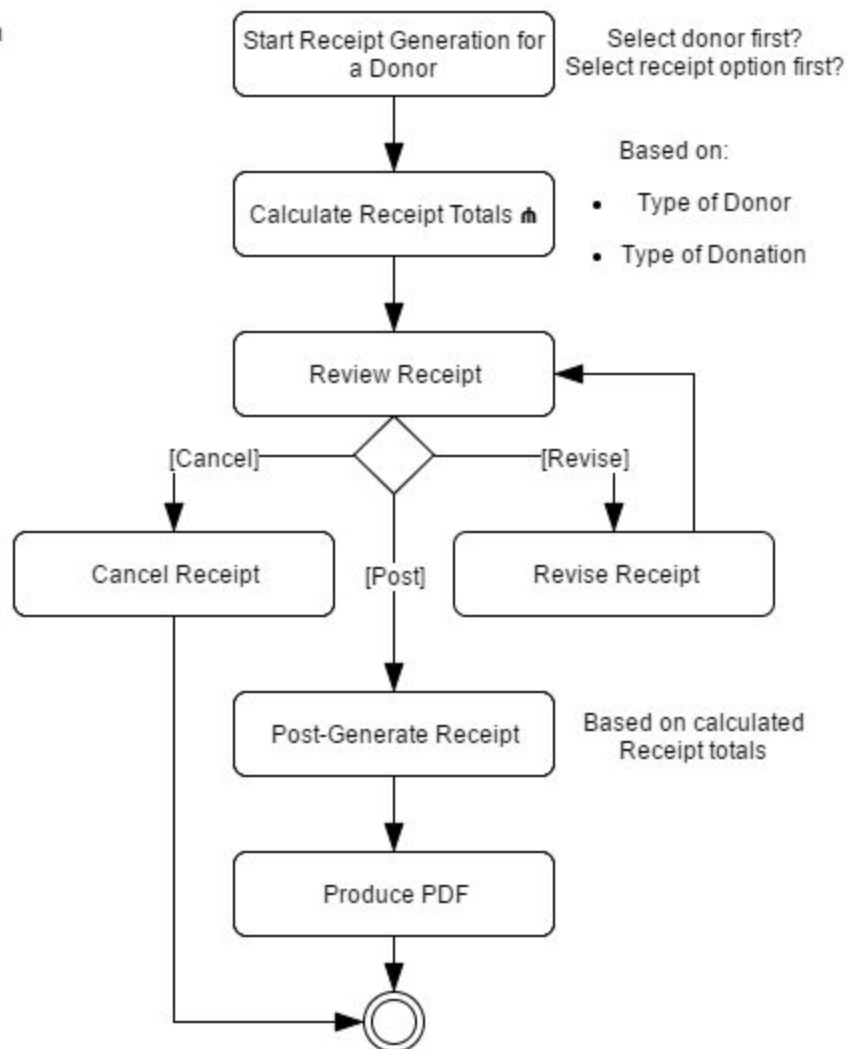 Start Receipt Generation for
a Donor
Select donor first?
Select receipt option first?
Based on:
• Type of Donor
• Type of Donation
Calculate Receipt Totals
Review Receipt
[Cancel]
[Revise]
Cancel Receipt
[Post]
Revise Receipt
Post-Generate Receipt
Based on calculated
Receipt totals
Produce PDF